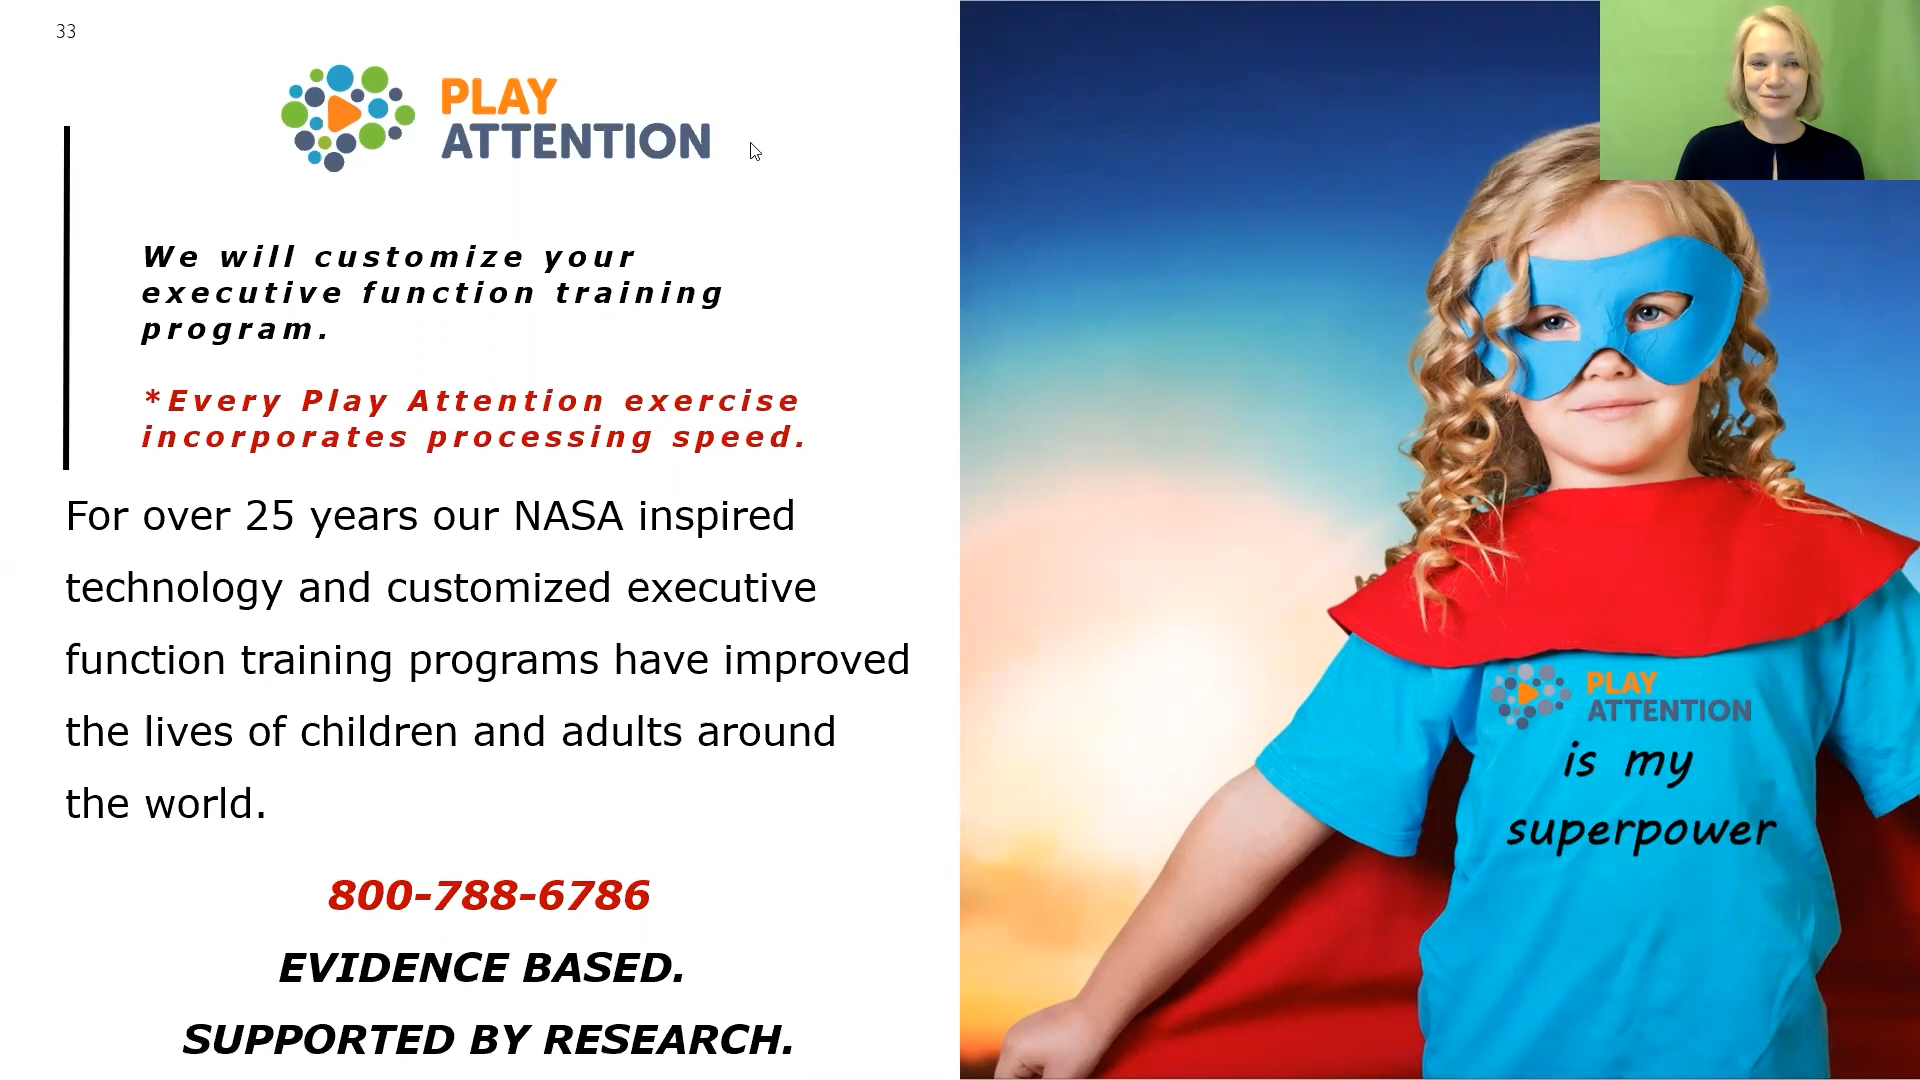 33
PLAY
ATTENTION
We will customize your
executive function training
program.
*Every Play Attention exercise
incorporates processing speed.
For over 25 years our NASA inspired
technology and customized executive
function training programs have improved
the lives of children and adults around
the world.
800-788-6786
EVIDENCE BASED.
SUPPORTED BY RESEARCH.
PLAY
ATTENTION
is my
superpower